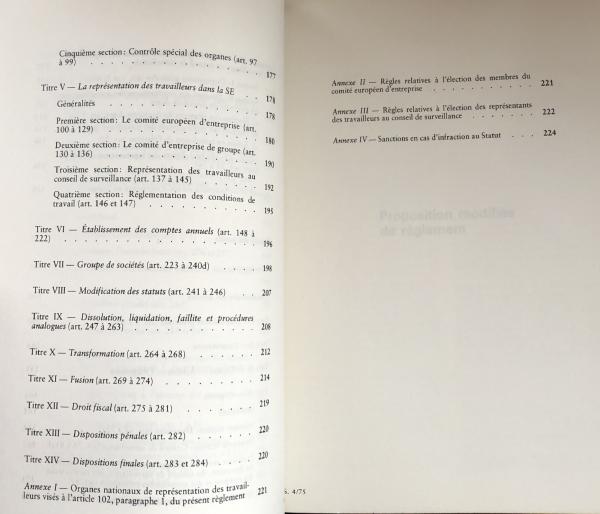 Cinquième section: Contrôle spécial des organes (art. 97
à 99) . . . . . . . . . . . . . 177
Titre V — La représentation des travailleurs dans la SE . . 178
Généralités . . . . . . . . . . . . 178
Première section: Le comité européen d'entreprise (art.
100 à 129) . . . . . . . . . . . . 180
Deuxième section: Le comité d'entreprise de groupe (art.
130 à 136) . . . . . . . . . . . . 190
Troisième section: Représentation des travailleurs au
conseil de surveillance (art. 137 à 145) . . . . . 192
Quatrième section: Réglementation des conditions de
travail (art. 146 et 147) . . . . . . . . 195
Titre VI — Établissement des comptes annuels (art. 148 à
222) . . . . . . . . . . . . . . 196
Titre VII — Groupe de sociétés (art. 223 à 240d) . . . . 198
Titre VIII — Modification des statuts (art. 241 à 246) . . 207
Titre IX — Dissolution, liquidation, faillite et procédures
analogues (art. 247 à 263) . . . . . . . . . 208
Titre X — Transformation (art. 264 à 268) . . . . . . 212
Titre XI — Fusion (art. 269 à 274) . . . . . . . . 214
Titre XII — Droit fiscal (art. 275 à 281) . . . . . . . 219
Titre XIII — Dispositions pénales (art. 282) . . . . . . 220
Titre XIV — Dispositions finales (art. 283 et 284) . . . . 220
Annexe I — Organes nationaux de représentation des travail-
leurs visés à l'article 102, paragraphe 1, du présent règlement 221
Annexe II — Règles relatives à l'élection des membres du
comité européen d'entreprise . . . . . . . . . 221
Annexe III — Règles relatives à l'élection des représentants
des travailleurs au conseil de surveillance . . . . . . 222
Annexe IV — Sanctions en cas d'infraction au Statut . . . 224
Proposition modifiée
de règlement
S. 4/75